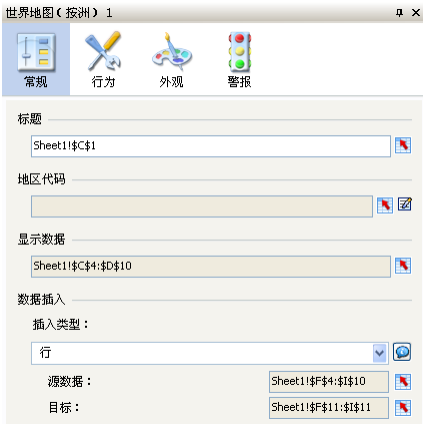 世界地图(按洲) 1
常规 行为 外观 警报
标题
Sheet1!$C$1
地区代码
显示数据
Sheet1!$C$4:$D$10
数据插入
插入类型：
行
源数据： Sheet1!$F$4:$I$10
目标： Sheet1!$F$11:$I$11